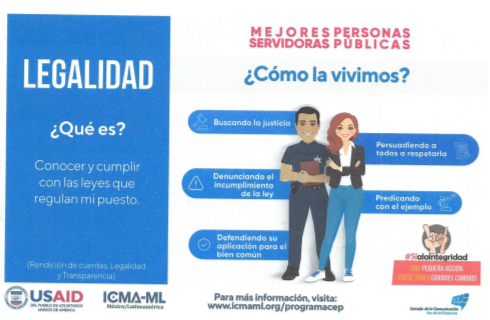 LEGALIDAD
¿Qué es?
Conocer y cumplir
con las leyes que
regulan mi puesto.
(Rendición de cuentas, Legalidad
y Transparencia)
USAID
DEL PUEBLO DE LOS ESTADOS
UNIDOS DE AMÉRICA
ICMA-ML
México/Latinoamérica
MEJORES PERSONAS
SERVIDORAS PÚBLICAS
¿Cómo la vivimos?
Buscando la justicia
Denunciando el
incumplimiento
de la ley
Defendiendo su
aplicación para el
bien común
Persuadiendo a
todos a respetarla
Predicando
con el ejemplo
#Síalaintegridad
UNA PEQUEÑA ACCIÓN
PUEDE TRAER GRANDES CAMBIOS
Para más información, visita:
www.icmaml.org/programacep
Consejo de la Comunicación
Voz de las Empresas